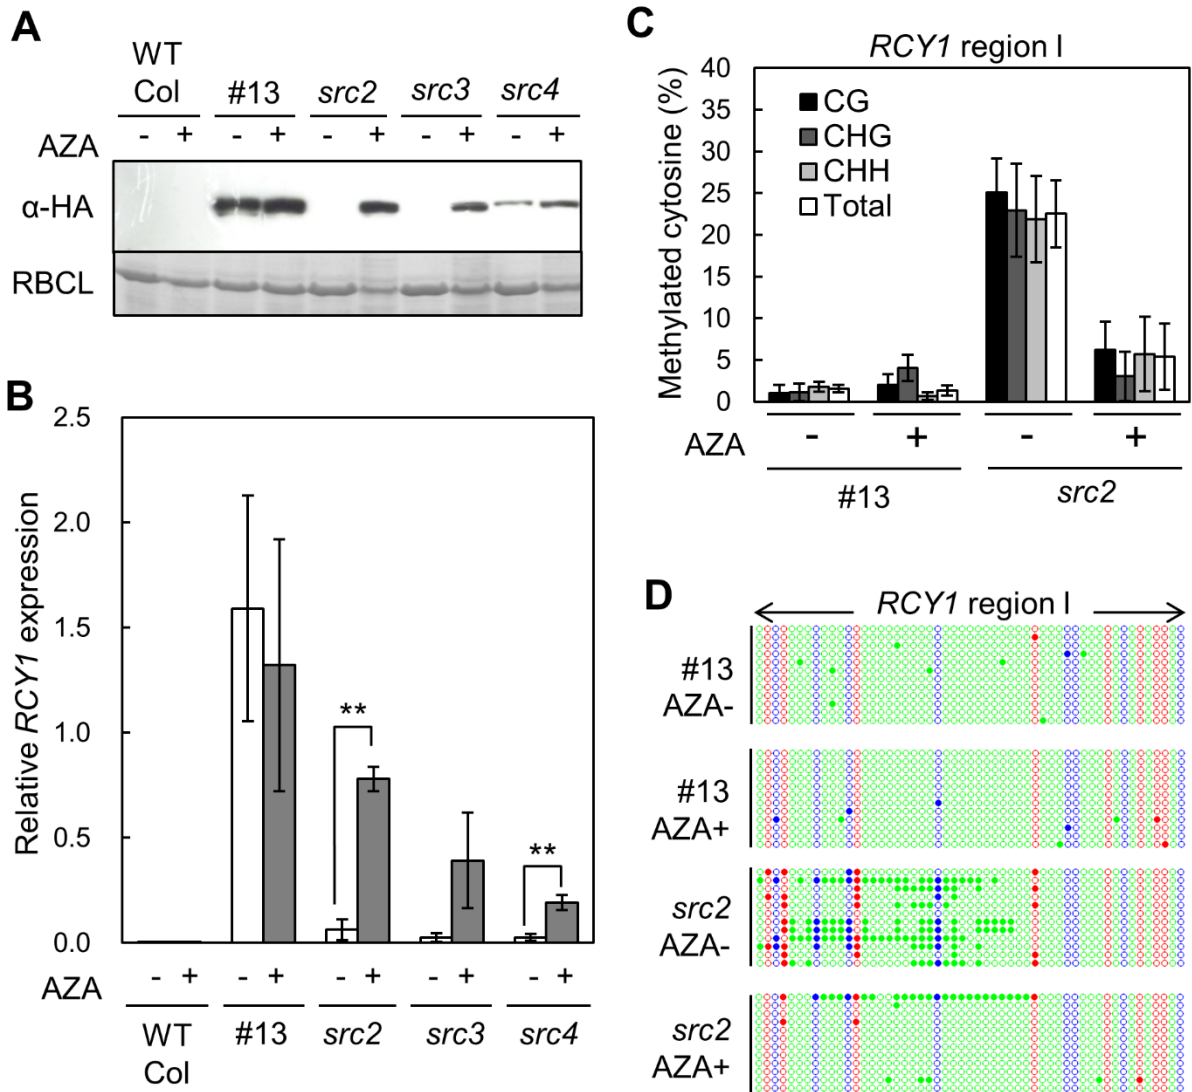 A
WT
Col
#13
src2
src3
src4
AZA
- + - + - + - + - +
α-HA
RBCL
B
Relative RCY1 expression
2.5
2.0
1.5
1.0
0.5
0.0
**
**
AZA
- + - + - + - + - +
WT
Col
#13
src2
src3
src4
C
RCY1 region I
Methylated cytosine (%)
40
35
30
25
20
15
10
5
0
CG
CHG
CHH
Total
AZA
- + - +
#13
src2
D
RCY1 region I
#13
AZA-
#13
AZA+
src2
AZA-
src2
AZA+